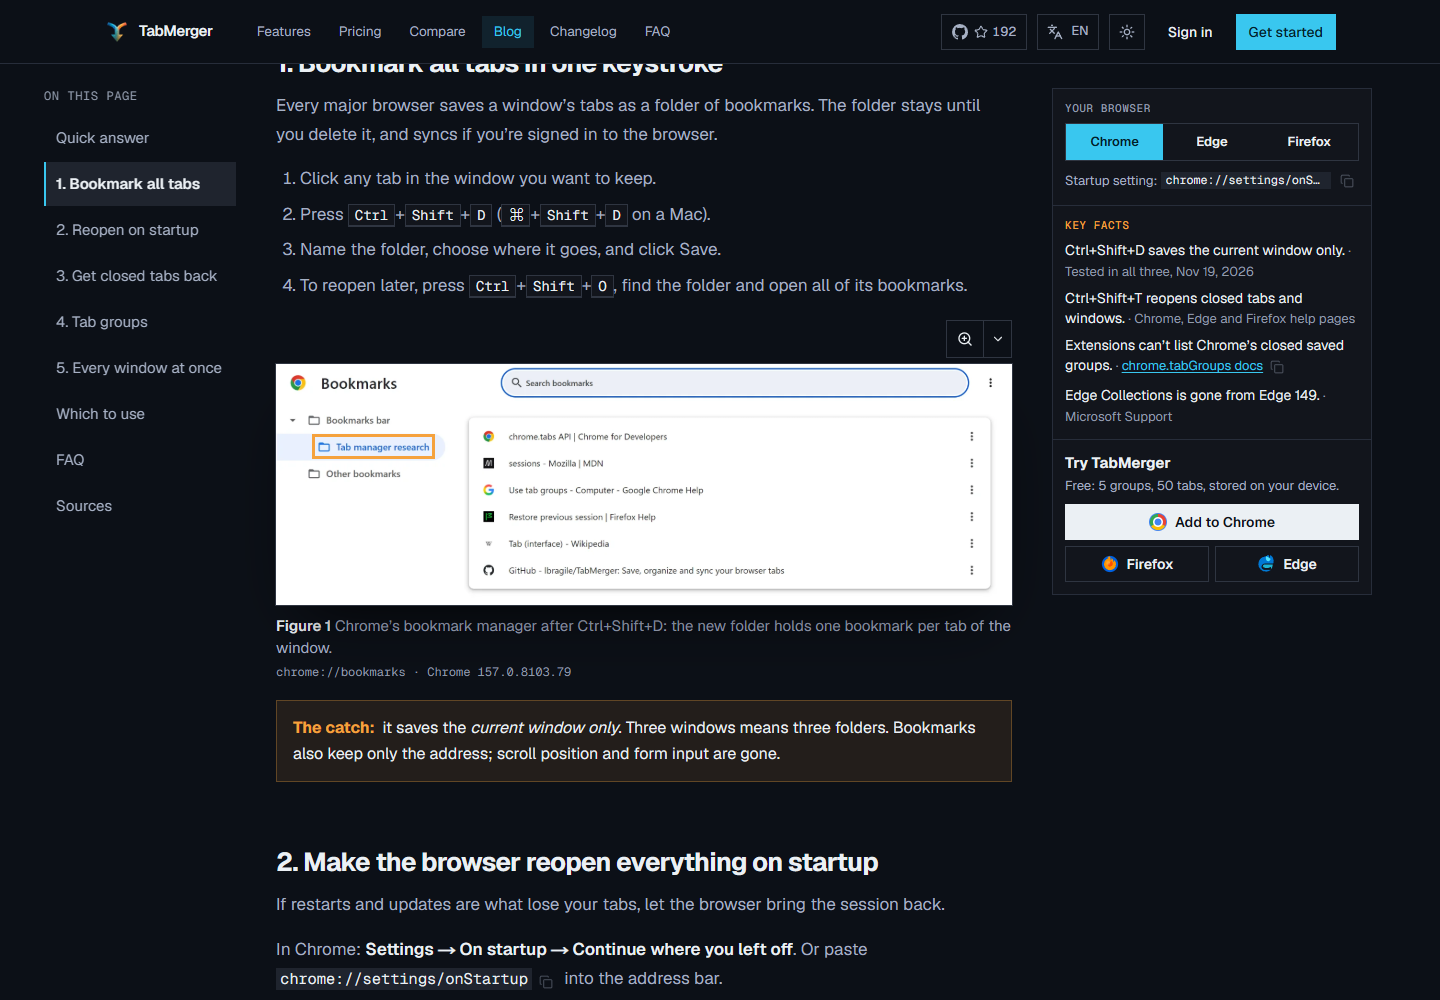 TabMerger
Features
Pricing
Compare
Blog
Changelog
FAQ
192
EN
Sign in
Get started
ON THIS PAGE
Quick answer
1. Bookmark all tabs
2. Reopen on startup
3. Get closed tabs back
4. Tab groups
5. Every window at once
Which to use
FAQ
Sources
1. Bookmark all tabs in one keystroke
Every major browser saves a window’s tabs as a folder of bookmarks. The folder stays until
you delete it, and syncs if you’re signed in to the browser.
1. Click any tab in the window you want to keep.
2. Press Ctrl+Shift+D (⌘+Shift+D on a Mac).
3. Name the folder, choose where it goes, and click Save.
4. To reopen later, press Ctrl+Shift+O, find the folder and open all of its bookmarks.
Bookmarks
Search bookmarks
Bookmarks bar
Tab manager research
Other bookmarks
chrome.tabs API | Chrome for Developers
sessions - Mozilla | MDN
Use tab groups - Computer - Google Chrome Help
Restore previous session | Firefox Help
Tab (interface) - Wikipedia
GitHub - lbragile/TabMerger: Save, organize and sync your browser tabs
Figure 1 Chrome’s bookmark manager after Ctrl+Shift+D: the new folder holds one bookmark per tab of the
window.
chrome://bookmarks · Chrome 157.0.8103.79
The catch: it saves the current window only. Three windows means three folders. Bookmarks
also keep only the address; scroll position and form input are gone.
2. Make the browser reopen everything on startup
If restarts and updates are what lose your tabs, let the browser bring the session back.
In Chrome: Settings → On startup → Continue where you left off. Or paste
chrome://settings/onStartup into the address bar.
YOUR BROWSER
Chrome
Edge
Firefox
Startup setting: chrome://settings/onS…
KEY FACTS
Ctrl+Shift+D saves the current window only. ·
Tested in all three, Nov 19, 2026
Ctrl+Shift+T reopens closed tabs and
windows. · Chrome, Edge and Firefox help pages
Extensions can’t list Chrome’s closed saved
groups. · chrome.tabGroups docs
Edge Collections is gone from Edge 149. ·
Microsoft Support
Try TabMerger
Free: 5 groups, 50 tabs, stored on your device.
Add to Chrome
Firefox
Edge